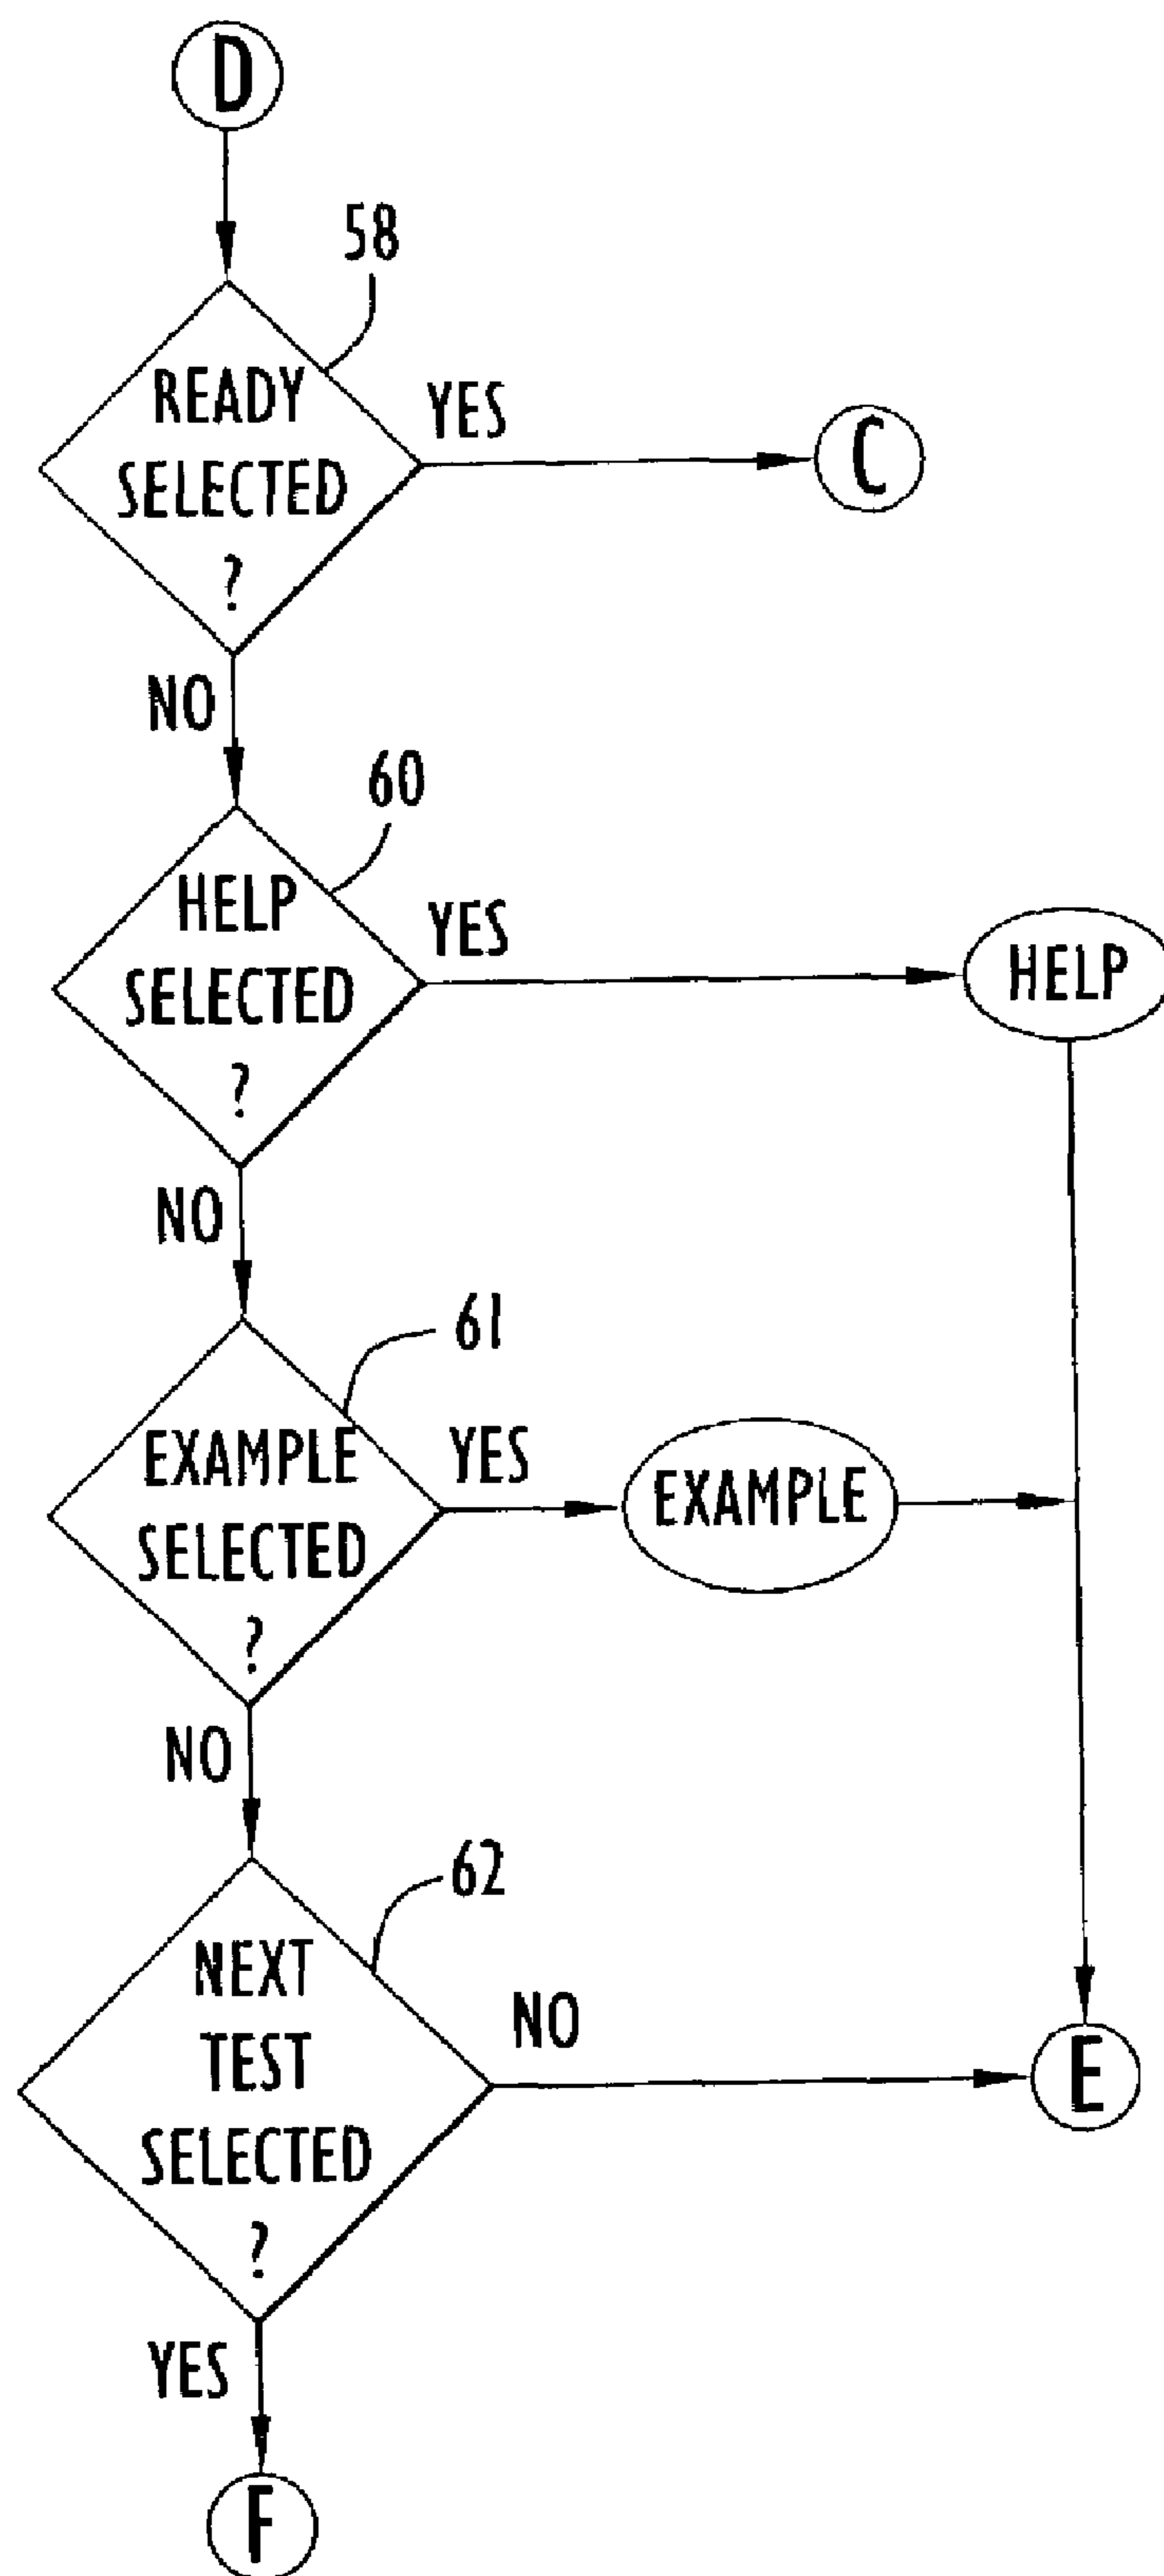 D
58
READY
SELECTED
?
YES
C
NO
60
HELP
SELECTED
?
YES
HELP
NO
61
EXAMPLE
SELECTED
?
YES
EXAMPLE
NO
62
NEXT
TEST
SELECTED
?
NO
E
YES
F